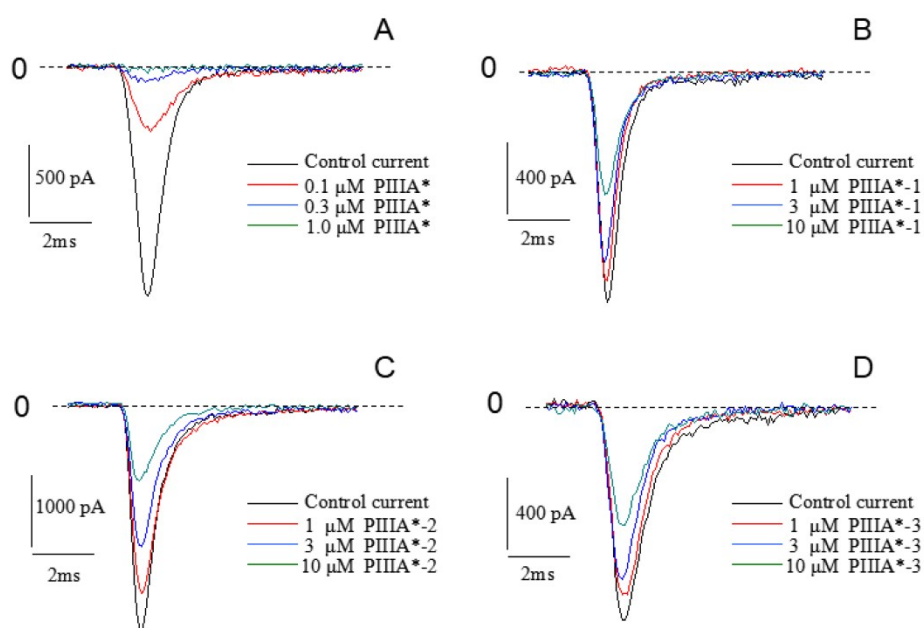 A
0
500 pA
2ms
Control current
0.1 μM PIIIA*
0.3 μM PIIIA*
1.0 μM PIIIA*
B
0
400 pA
2ms
Control current
1 μM PIIIA*-1
3 μM PIIIA*-1
10 μM PIIIA*-1
C
0
1000 pA
2ms
Control current
1 μM PIIIA*-2
3 μM PIIIA*-2
10 μM PIIIA*-2
D
0
400 pA
2ms
Control current
1 μM PIIIA*-3
3 μM PIIIA*-3
10 μM PIIIA*-3